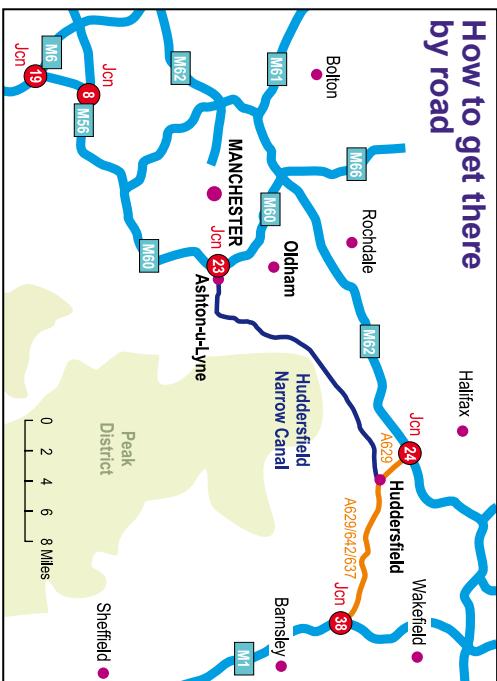 How to get there
by road
Bolton
M61
M62
M6
Jcn
19
Jcn
8
M56
M66
Rochdale
MANCHESTER
M60
Oldham
Jcn
23
Ashton-u-Lyne
M60
M62
Halifax
Jcn
24
A629
Huddersfield
Huddersfield
Narrow Canal
A629/642/637
Wakefield
Jcn
38
Barnsley
M1
Sheffield
Peak
District
0 2 4 6 8 Miles